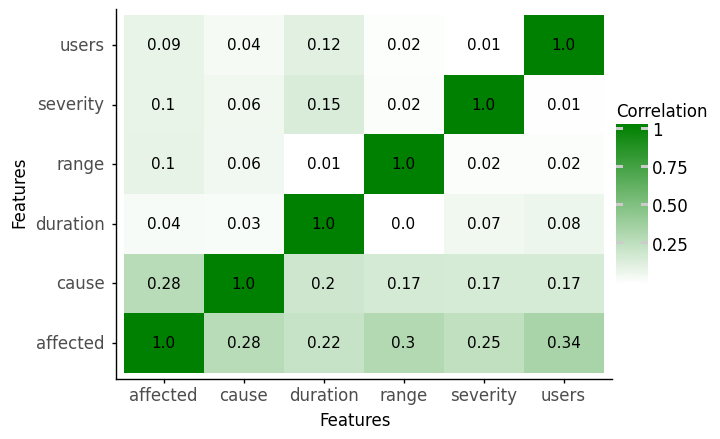 users 0.09 0.04 0.12 0.02 0.01 1.0
severity 0.1 0.06 0.15 0.02 1.0 0.01
range 0.1 0.06 0.01 1.0 0.02 0.02
duration 0.04 0.03 1.0 0.0 0.07 0.08
cause 0.28 1.0 0.2 0.17 0.17 0.17
affected 1.0 0.28 0.22 0.3 0.25 0.34
affected cause duration range severity users
Features
Features
Correlation
1
0.75
0.50
0.25